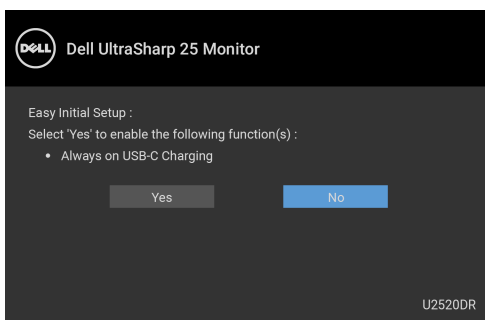 DELL Dell UltraSharp 25 Monitor
Easy Initial Setup :
Select 'Yes' to enable the following function(s) :
• Always on USB-C Charging
Yes No
U2520DR